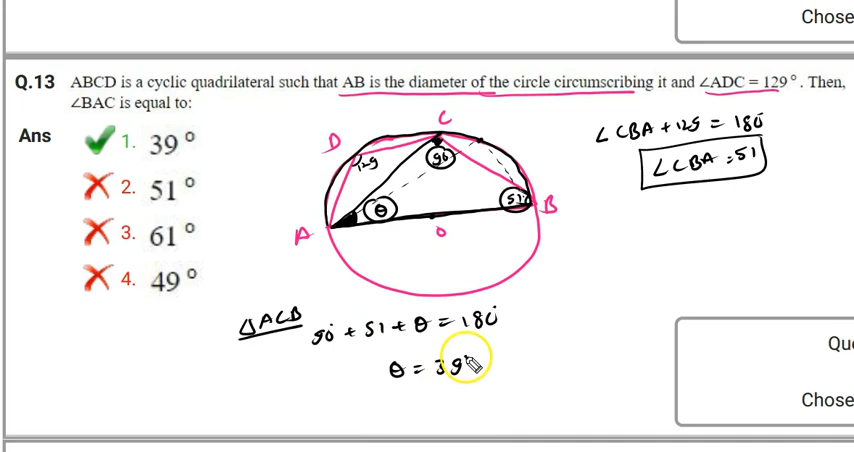 Chose
Q.13 ABCD is a cyclic quadrilateral such that AB is the diameter of the circle circumscribing it and ∠ADC = 129°. Then,
∠BAC is equal to:
Ans 1. 39°
2. 51°
3. 61°
4. 49°
∠CBA + 129 = 180°
∠CBA = 51
C
D
129
90
θ
51°
B
A
O
△ACB 90° + 51 + θ = 180°
θ = 39
Que
Chose